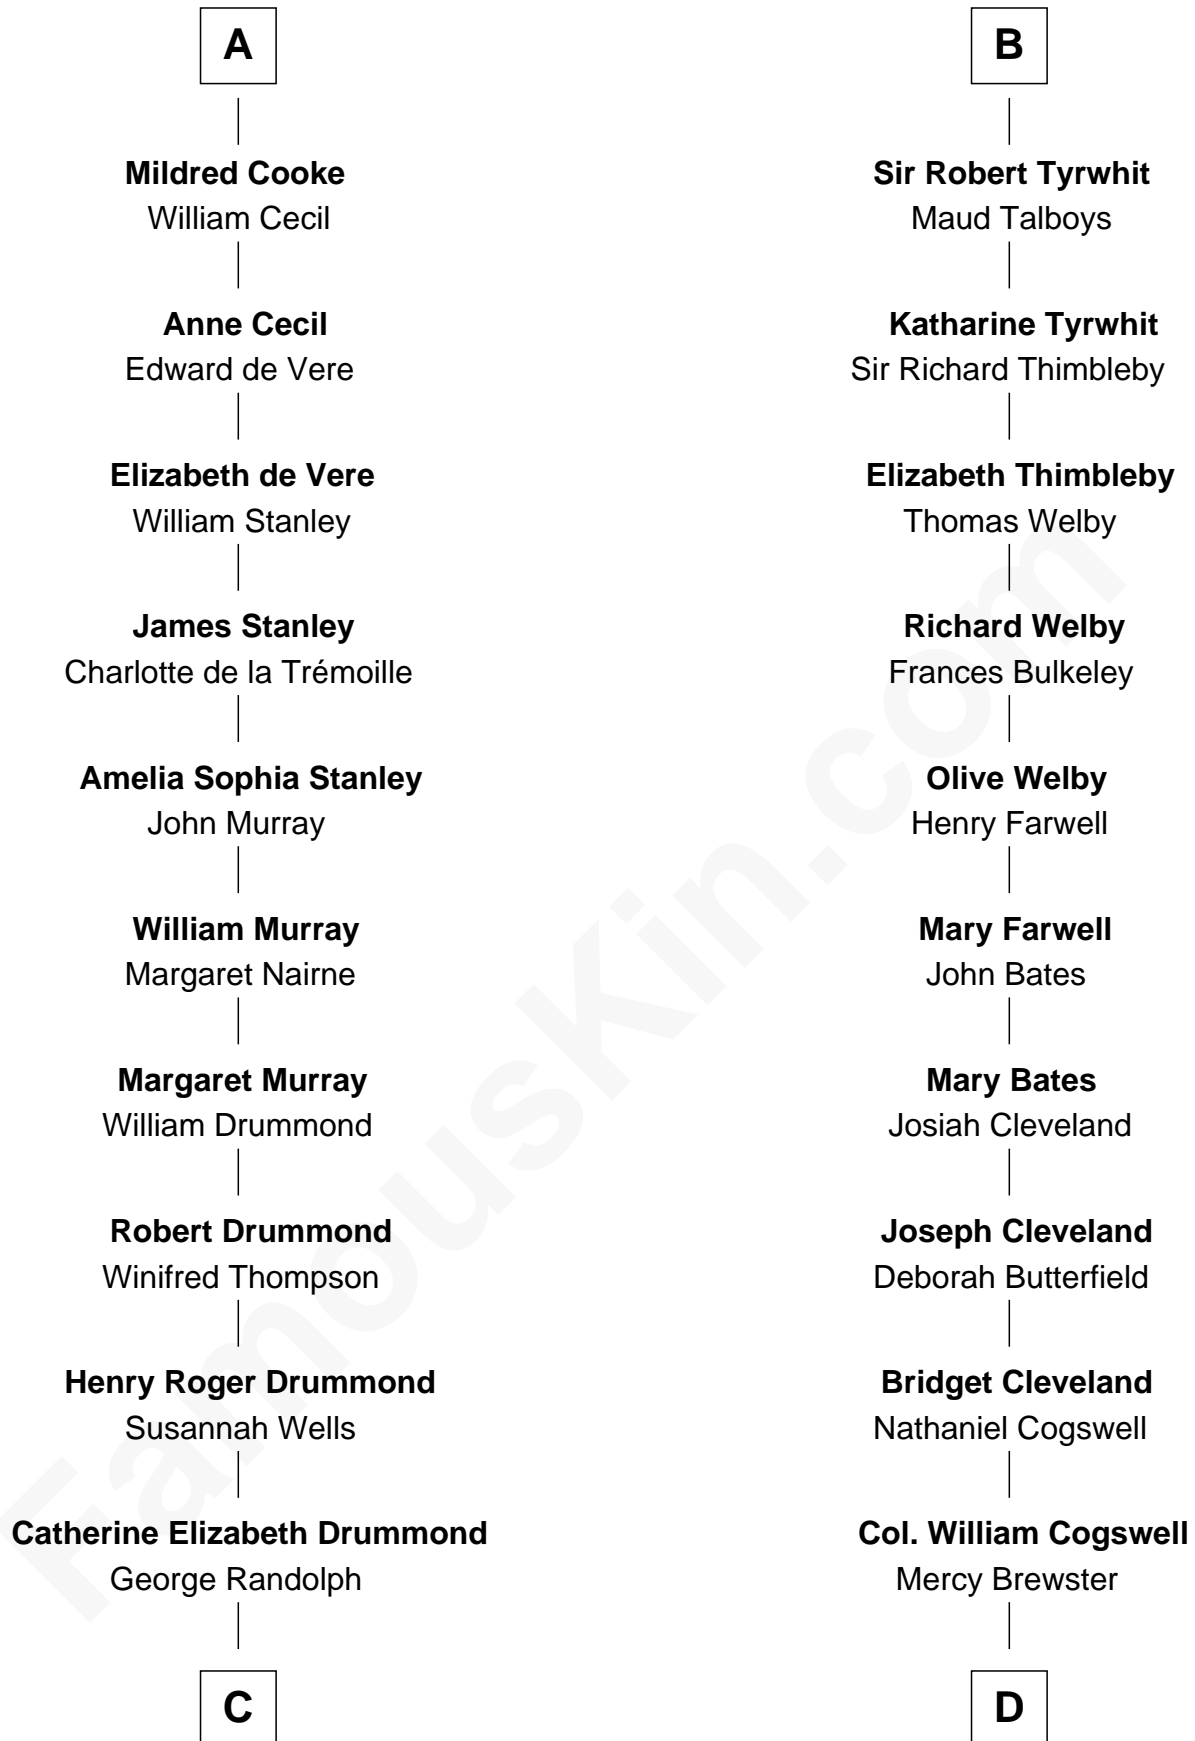 A
Mildred Cooke
William Cecil
Anne Cecil
Edward de Vere
Elizabeth de Vere
William Stanley
James Stanley
Charlotte de la Trémoille
Amelia Sophia Stanley
John Murray
William Murray
Margaret Nairne
Margaret Murray
William Drummond
Robert Drummond
Winifred Thompson
Henry Roger Drummond
Susannah Wells
Catherine Elizabeth Drummond
George Randolph
C
B
Sir Robert Tyrwhit
Maud Talboys
Katharine Tyrwhit
Sir Richard Thimbleby
Elizabeth Thimbleby
Thomas Welby
Richard Welby
Frances Bulkeley
Olive Welby
Henry Farwell
Mary Farwell
John Bates
Mary Bates
Josiah Cleveland
Joseph Cleveland
Deborah Butterfield
Bridget Cleveland
Nathaniel Cogswell
Col. William Cogswell
Mercy Brewster
D
FamousKin.com